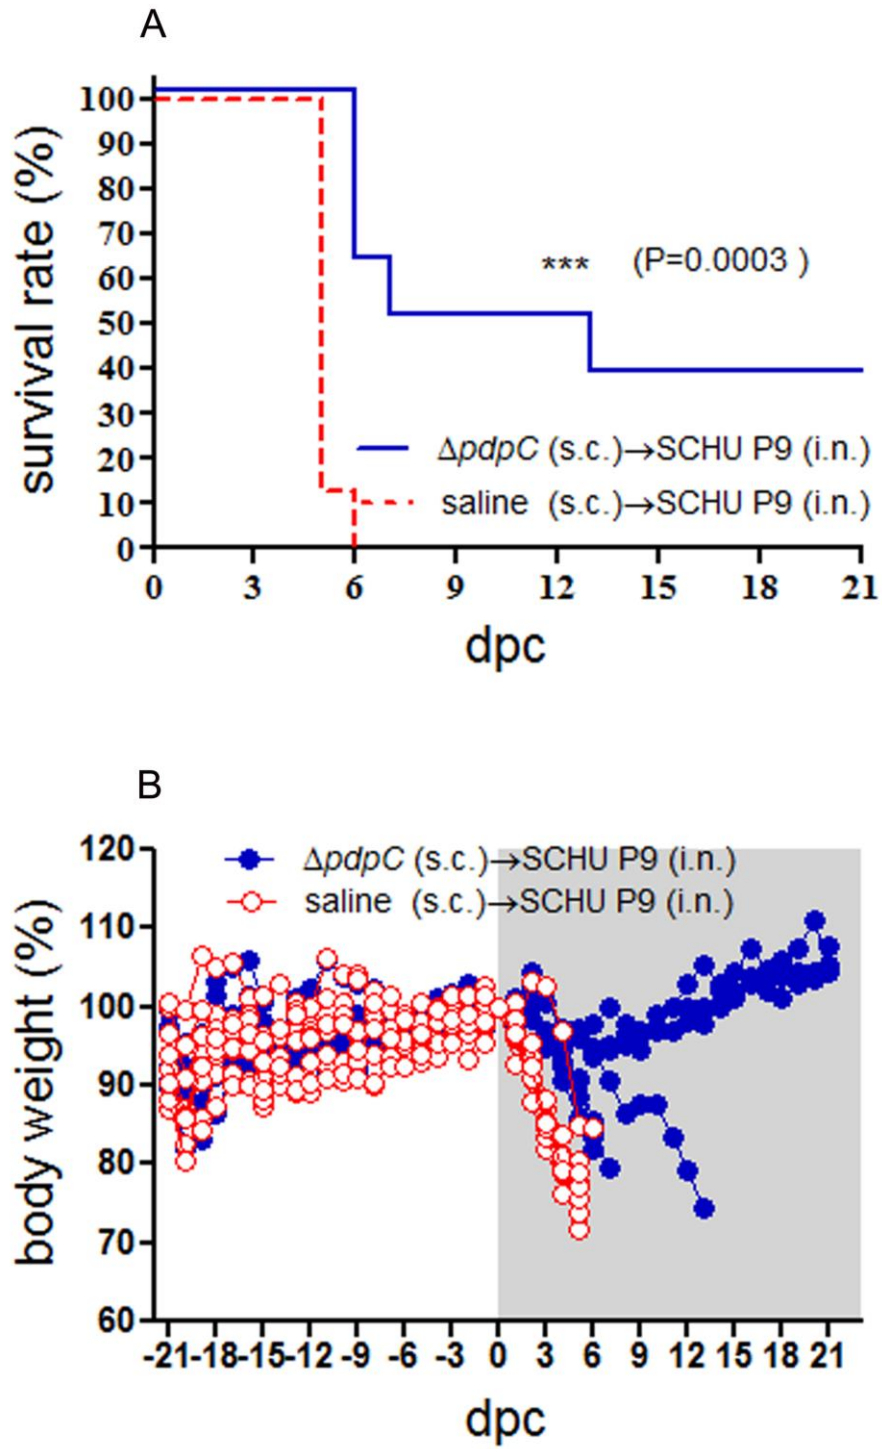 A
survival rate (%)
100
90
80
70
60
50
40
30
20
10
0
*** (P=0.0003 )
ΔpdpC (s.c.)→SCHU P9 (i.n.)
saline (s.c.)→SCHU P9 (i.n.)
0 3 6 9 12 15 18 21
dpc
B
body weight (%)
120
110
100
90
80
70
60
ΔpdpC (s.c.)→SCHU P9 (i.n.)
saline (s.c.)→SCHU P9 (i.n.)
-21 -18 -15 -12 -9 -6 -3 0 3 6 9 12 15 18 21
dpc